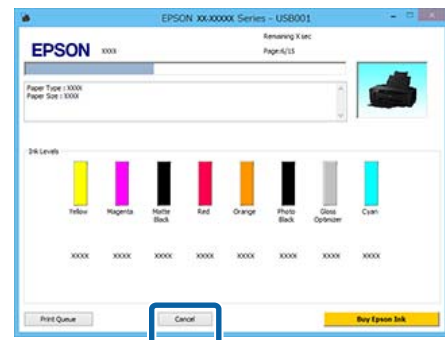 EPSON XX-XXXXX Series - USB001
EPSON XXXX
Remaining X sec
Page:6/15
Paper Type : XXXX
Paper Size : XXXX
Ink Levels
Yellow Magenta Matte Black Red Orange Photo Black Gloss Optimizer Cyan
XXXX XXXX XXXX XXXX XXXX XXXX XXXX XXXX
Print Queue Cancel Buy Epson Ink